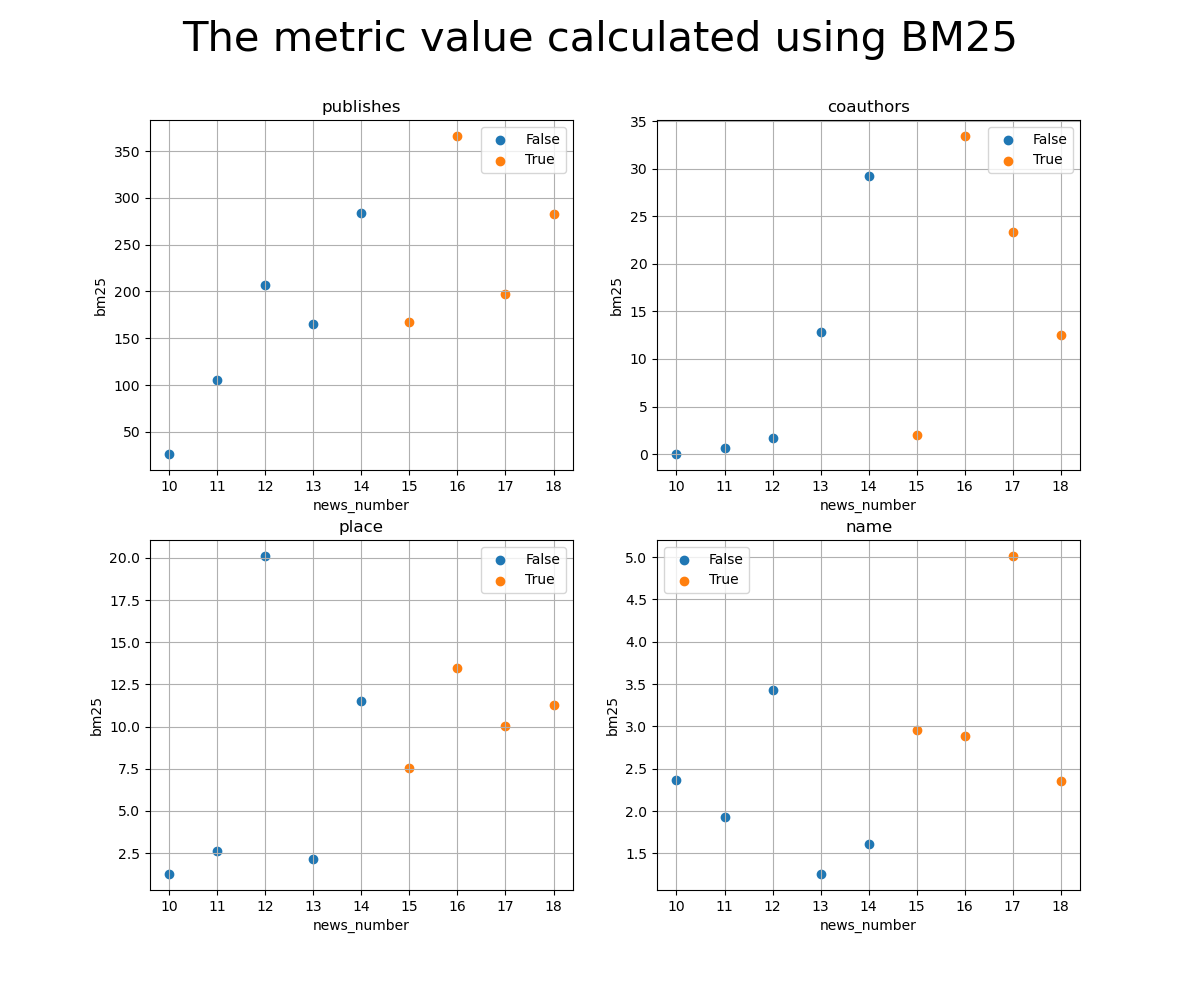 The metric value calculated using BM25
publishes
False
True
350
300
250
200
150
100
50
bm25
10 11 12 13 14 15 16 17 18
news_number
coauthors
False
True
35
30
25
20
15
10
5
0
bm25
10 11 12 13 14 15 16 17 18
news_number
place
False
True
20.0
17.5
15.0
12.5
10.0
7.5
5.0
2.5
bm25
10 11 12 13 14 15 16 17 18
news_number
name
False
True
5.0
4.5
4.0
3.5
3.0
2.5
2.0
1.5
bm25
10 11 12 13 14 15 16 17 18
news_number